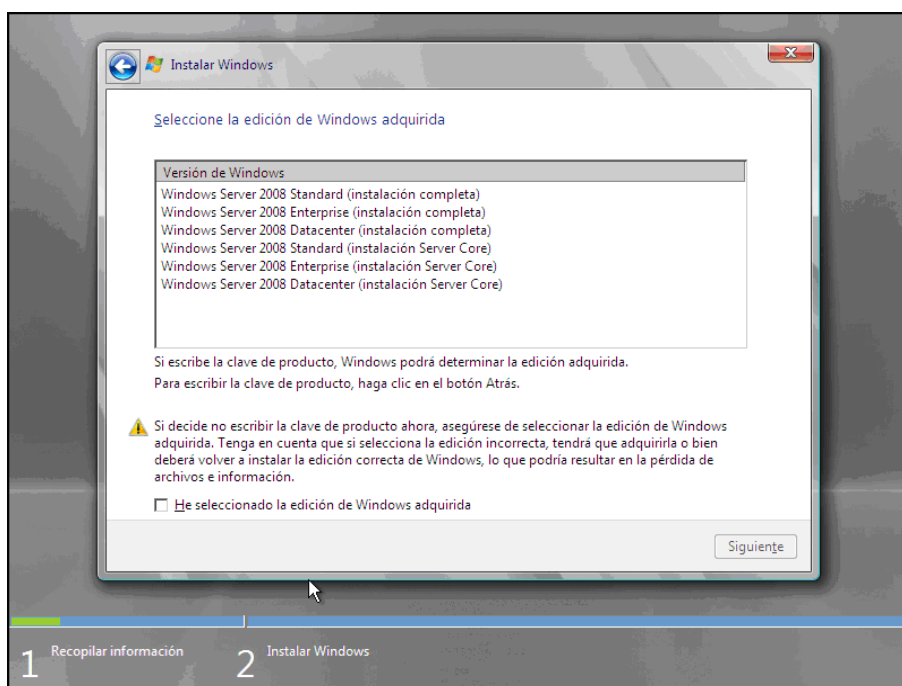 Instalar Windows
Seleccione la edición de Windows adquirida
Versión de Windows
Windows Server 2008 Standard (instalación completa)
Windows Server 2008 Enterprise (instalación completa)
Windows Server 2008 Datacenter (instalación completa)
Windows Server 2008 Standard (instalación Server Core)
Windows Server 2008 Enterprise (instalación Server Core)
Windows Server 2008 Datacenter (instalación Server Core)
Si escribe la clave de producto, Windows podrá determinar la edición adquirida.
Para escribir la clave de producto, haga clic en el botón Atrás.
Si decide no escribir la clave de producto ahora, asegúrese de seleccionar la edición de Windows
adquirida. Tenga en cuenta que si selecciona la edición incorrecta, tendrá que adquirirla o bien
deberá volver a instalar la edición correcta de Windows, lo que podría resultar en la pérdida de
archivos e información.
He seleccionado la edición de Windows adquirida
Siguiente
1 Recopilar información 2 Instalar Windows